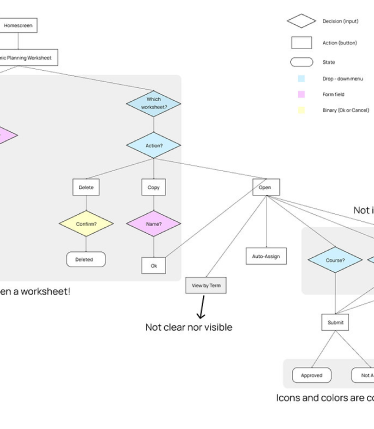 Homescreen
Decision (input)
Action (button)
State
Drop - down menu
Form field
Binary (Ok or Cancel)
nic Planning Worksheet
Which
worksheet?
Action?
Delete
Copy
Open
Confirm?
Name?
Not i
Deleted
Ok
Auto-Assign
Course?
View by Term
en a worksheet!
Not clear nor visible
Submit
Approved
Not A
Icons and colors are co